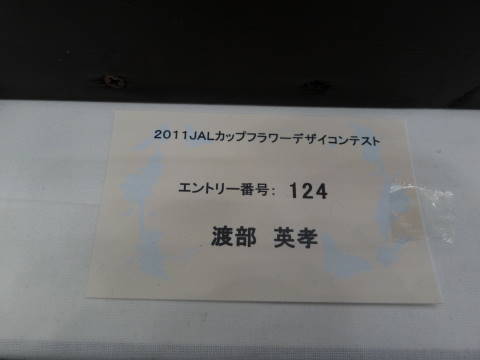 2011JALカップフラワーデザイコンテスト
エントリー番号： 124
渡部　英孝